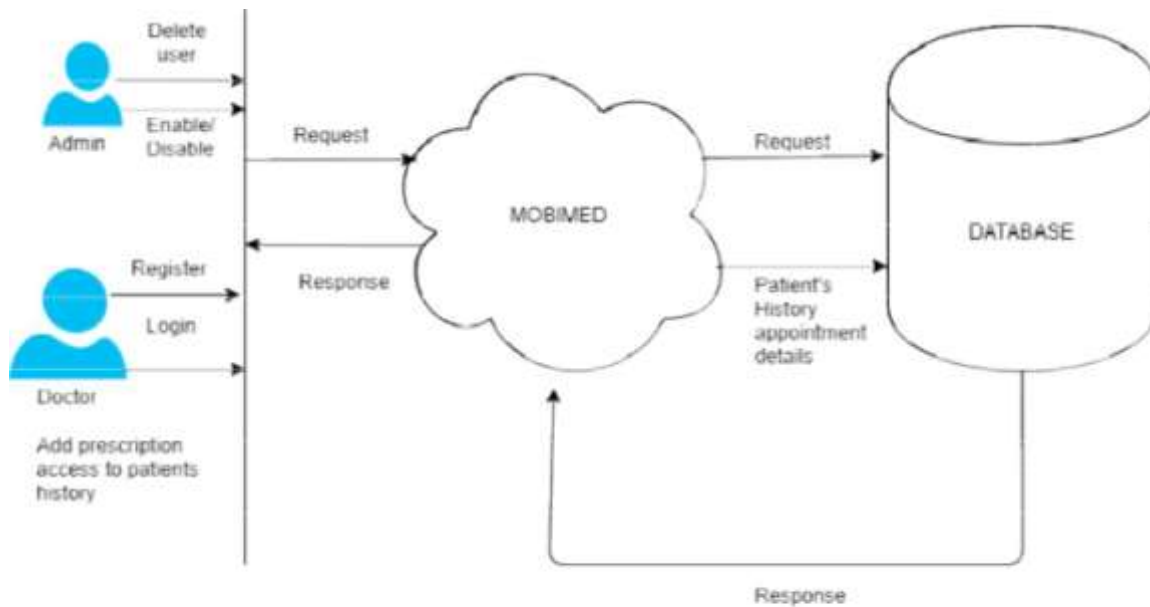 Delete
user
Admin
Enable/
Disable
Request
Response
MOBIMED
Request
Patient's
History
appointment
details
DATABASE
Register
Login
Doctor
Add prescription
access to patients
history
Response